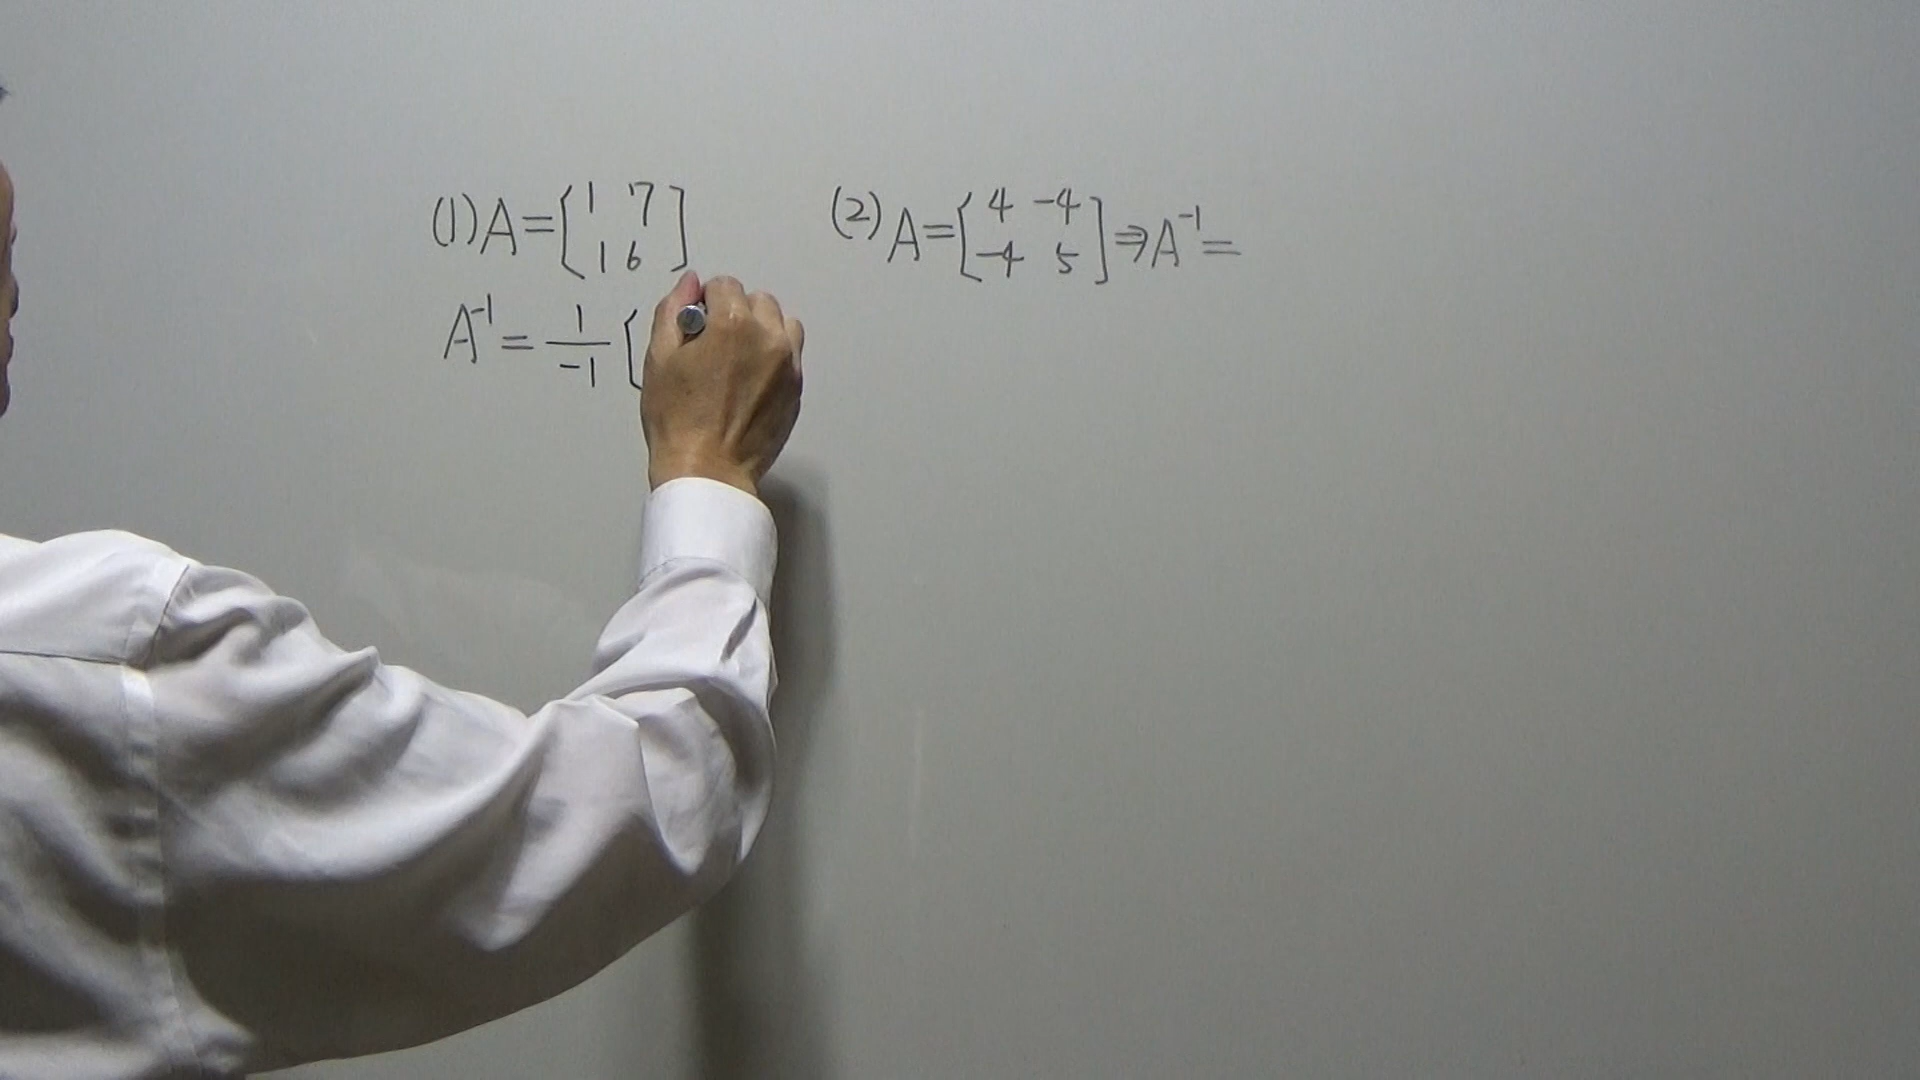 (1) A = [1 7
1 6]
A⁻¹ = 1/-1 [
(2) A = [4 -4
-4 5] ⇒ A⁻¹ =